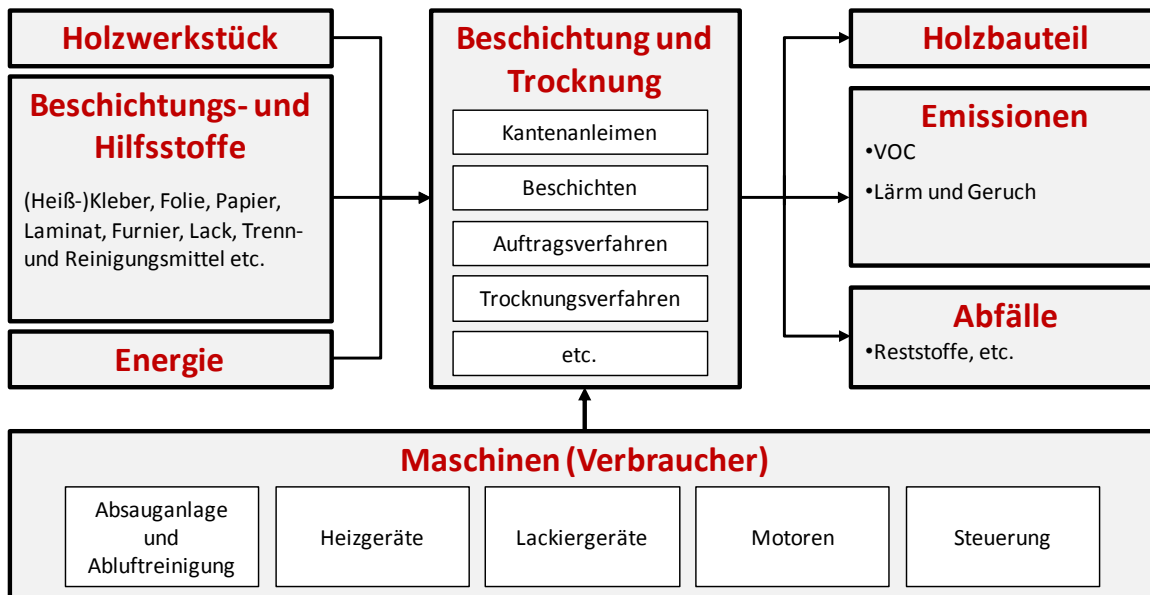 Holzwerkstück
Beschichtungs- und
Hilfsstoffe
(Heiß-)Kleber, Folie, Papier,
Laminat, Furnier, Lack, Trenn-
und Reinigungsmittel etc.
Energie
Beschichtung und
Trocknung
Kantenanleimen
Beschichten
Auftragsverfahren
Trocknungsverfahren
etc.
Holzbauteil
Emissionen
•VOC
•Lärm und Geruch
Abfälle
•Reststoffe, etc.
Maschinen (Verbraucher)
Absauganlage
und
Abluftreinigung
Heizgeräte
Lackiergeräte
Motoren
Steuerung